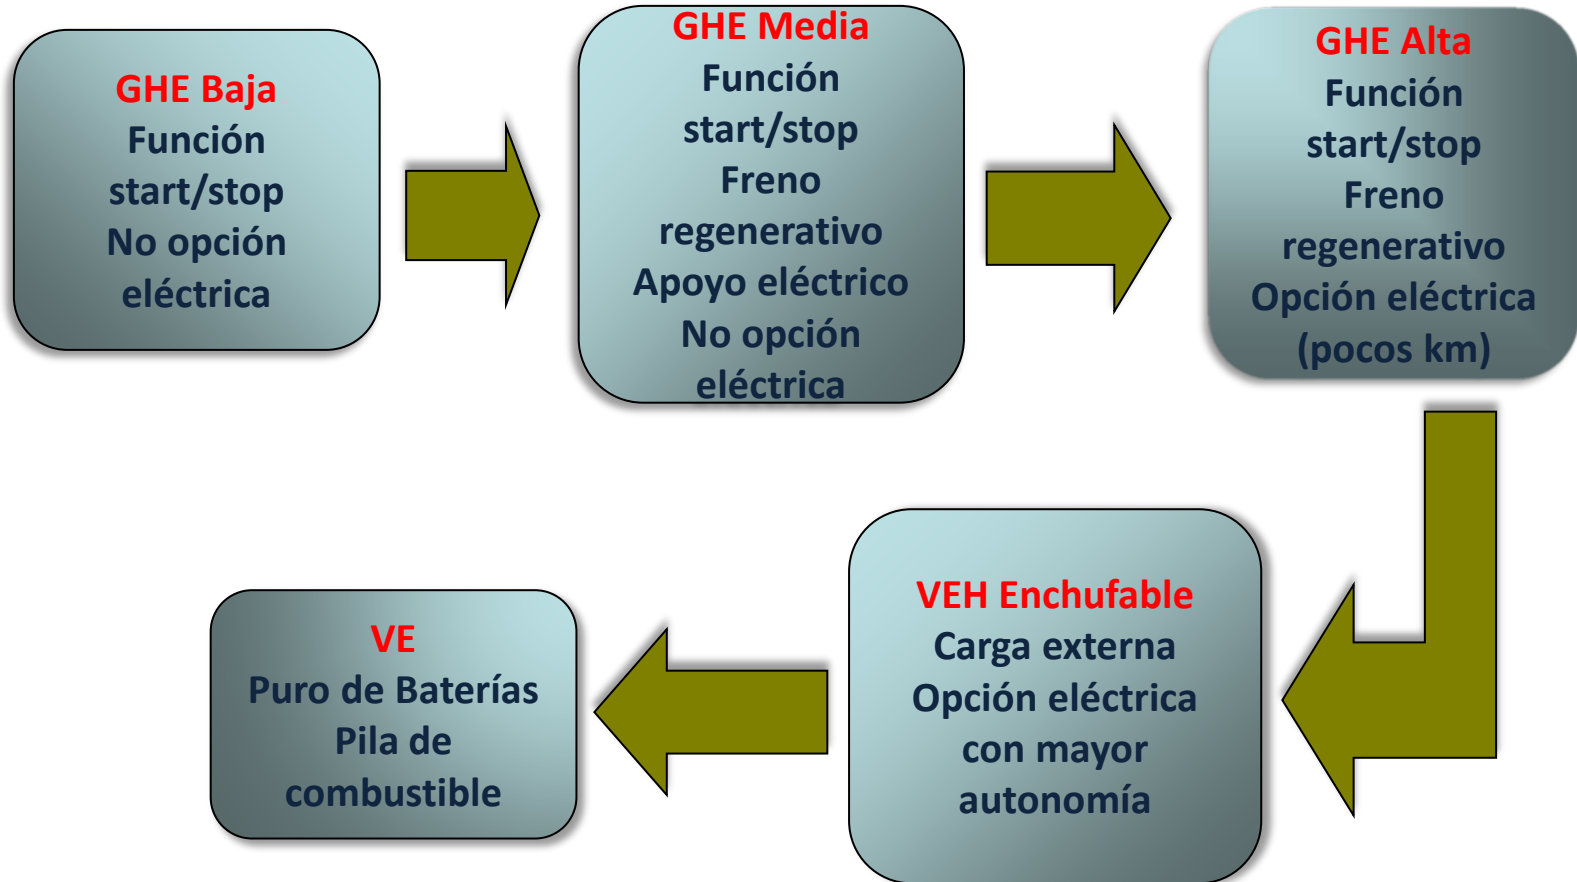 GHE Baja
Función
start/stop
No opción
eléctrica
GHE Media
Función
start/stop
Freno
regenerativo
Apoyo eléctrico
No opción
eléctrica
GHE Alta
Función
start/stop
Freno
regenerativo
Opción eléctrica
(pocos km)
VEH Enchufable
Carga externa
Opción eléctrica
con mayor
autonomía
VE
Puro de Baterías
Pila de
combustible